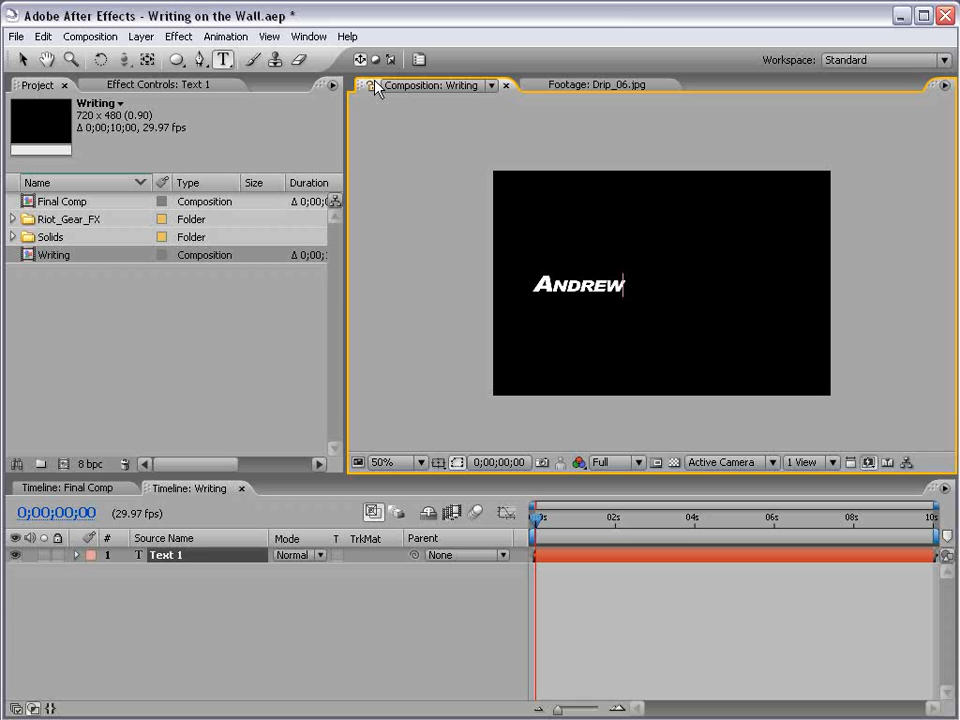 Adobe After Effects - Writing on the Wall.aep *
File Edit Composition Layer Effect Animation View Window Help
T Workspace: Standard
Project × Effect Controls: Text 1
Composition: Writing × Footage: Drip_06.jpg
Writing
720 x 480 (0.90)
Δ 0;00;10;00, 29.97 fps
Name Type Size Duration
Final Comp Composition Δ 0;00;
Riot_Gear_FX Folder
Solids Folder
Writing Composition Δ 0;00;
ANDREW
8 bpc
50% 0;00;00;00 Full Active Camera 1 View
Timeline: Final Comp Timeline: Writing ×
0;00;00;00 (29.97 fps)
02s 04s 06s 08s 10s
# Source Name Mode T TrkMat Parent
1 T Text 1 Normal None